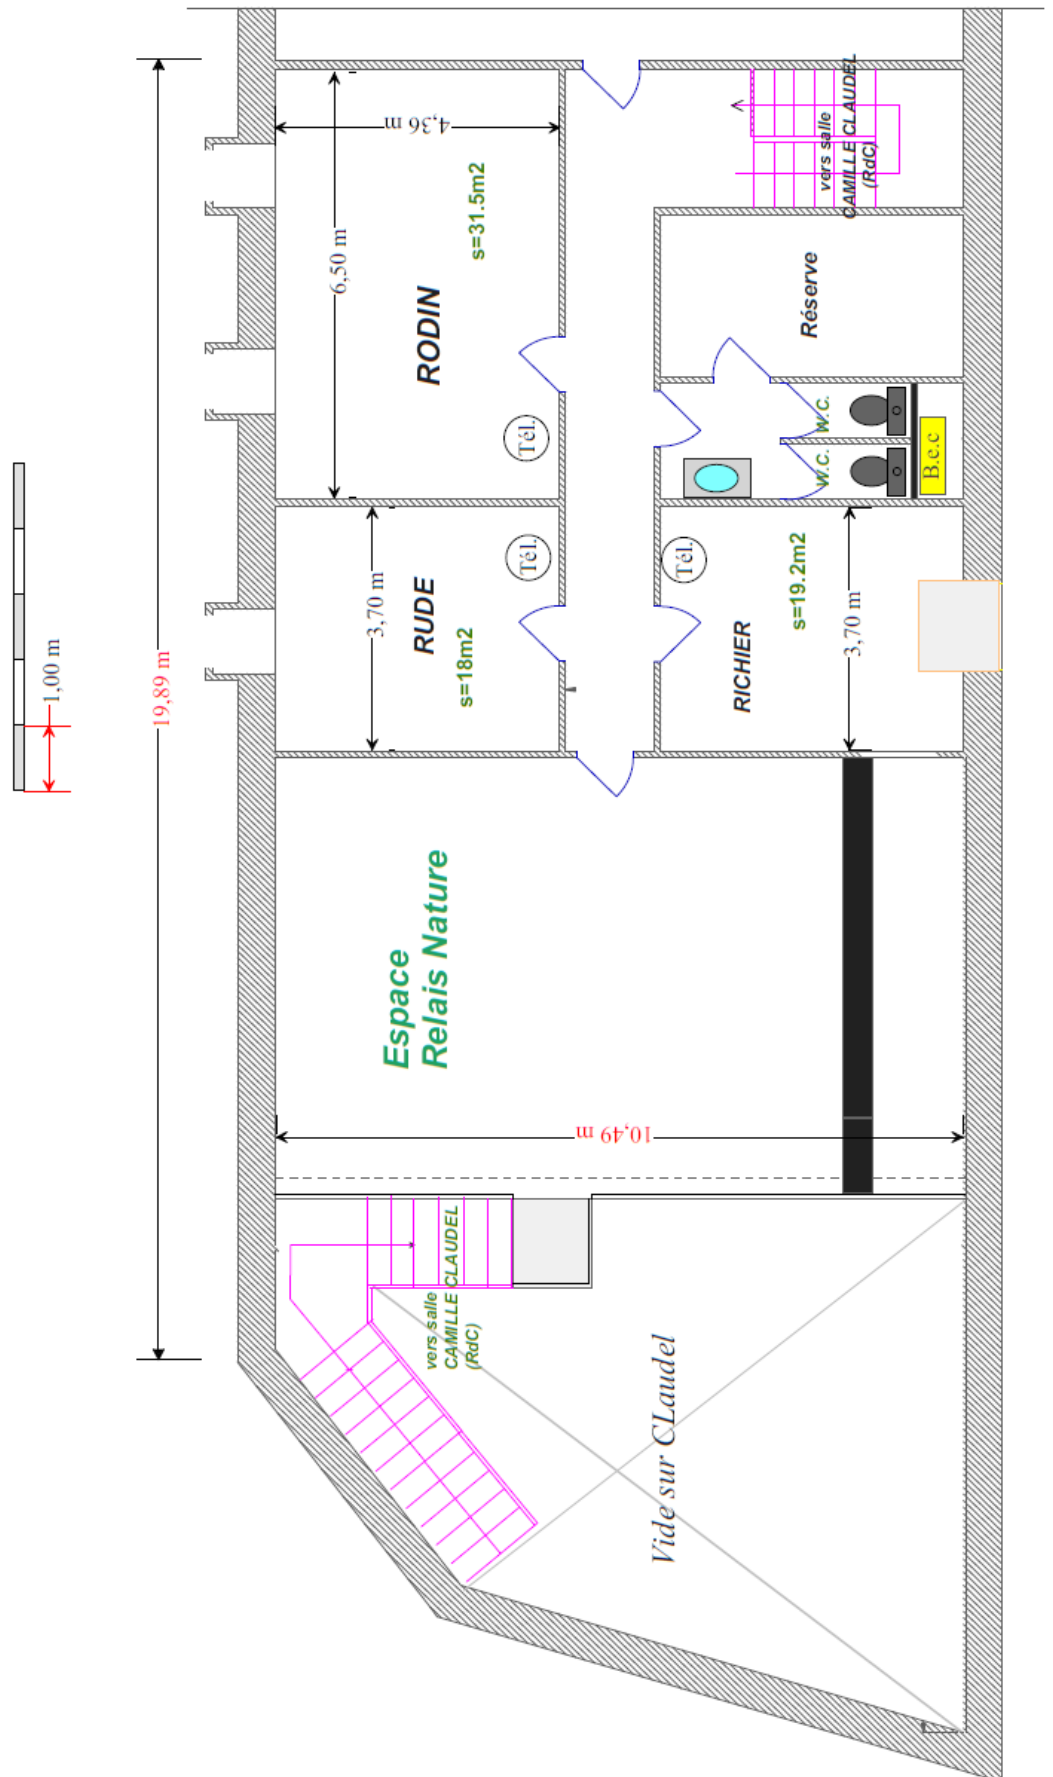 4,36 m
6,50 m
s=31.5m2
RODIN
Tél.
vers salle
CAMILLE CLAUDEL
(RdC)
Réserve
W.C.
W.C.
B.e.c
1,00 m
19,89 m
3,70 m
RUDE
s=18m2
Tél.
Tél.
RICHIER
s=19.2m2
3,70 m
Espace
Relais Nature
10,49 m
vers salle
CAMILLE CLAUDEL
(RdC)
Vide sur CLaudel